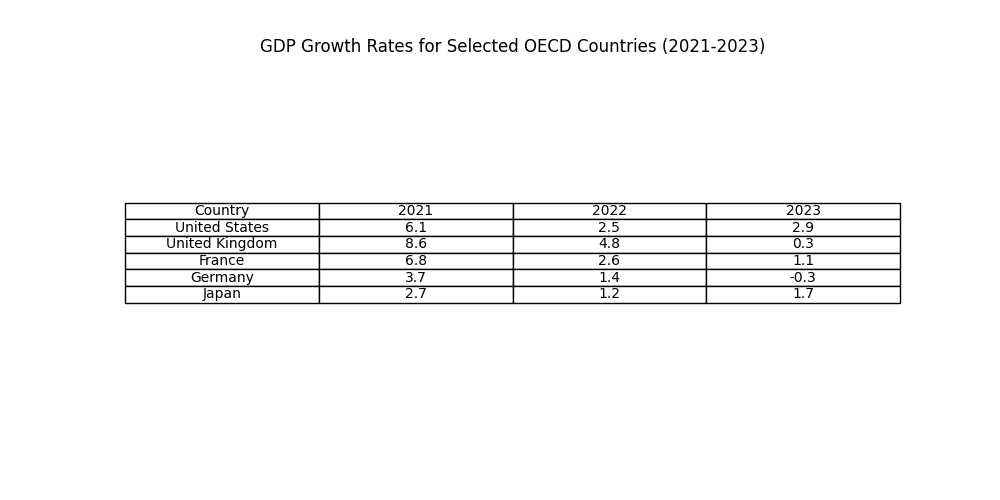 GDP Growth Rates for Selected OECD Countries (2021-2023)
Country 2021 2022 2023
United States 6.1 2.5 2.9
United Kingdom 8.6 4.8 0.3
France 6.8 2.6 1.1
Germany 3.7 1.4 -0.3
Japan 2.7 1.2 1.7